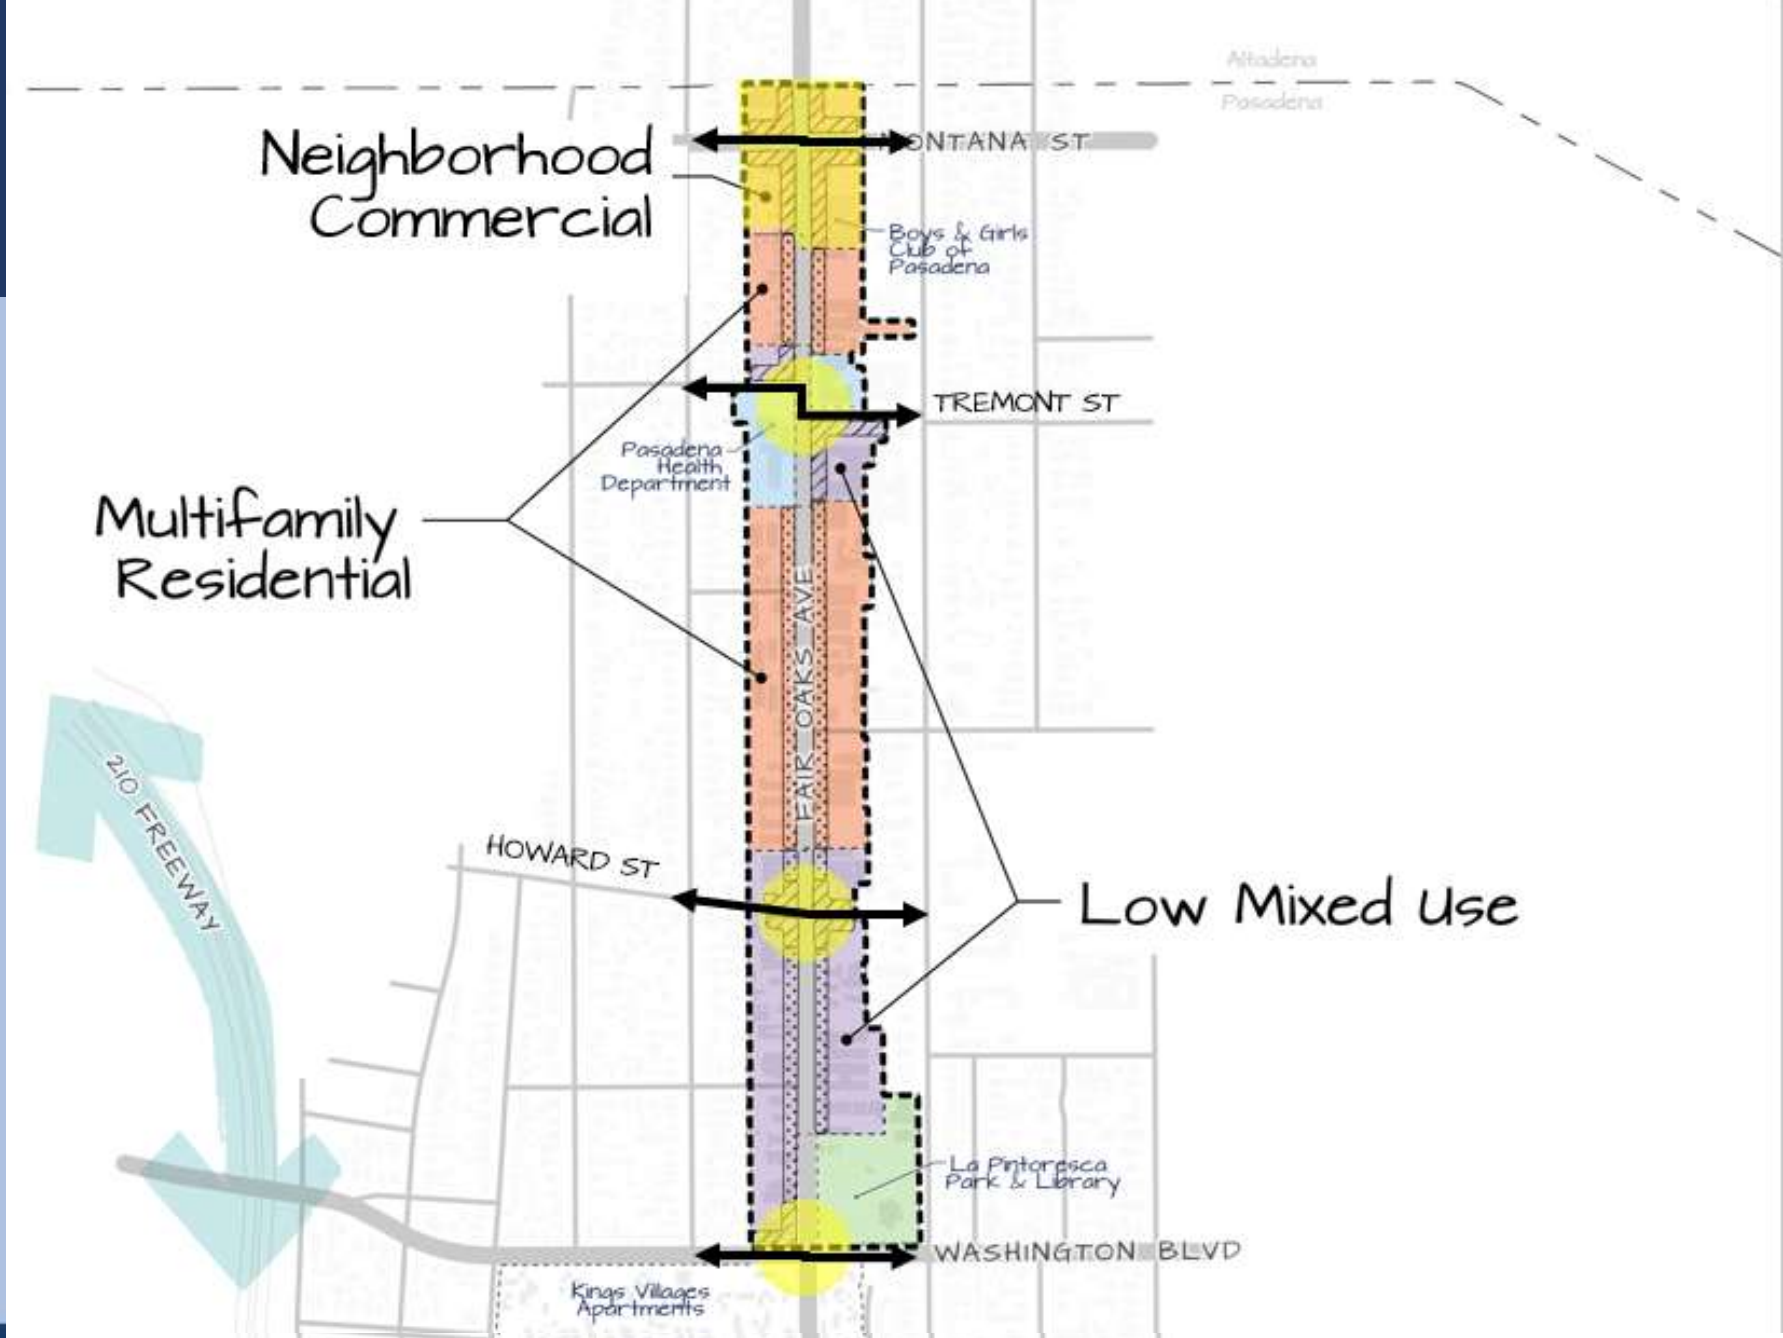 Altadena
Pasadena
MONTANA ST
Neighborhood
Commercial
Boys & Girls
Club of
Pasadena
TREMONT ST
Pasadena
Health
Department
Multifamily
Residential
FAIR OAKS AVE
210 FREEWAY
HOWARD ST
Low Mixed Use
La Pintoresca
Park & Library
WASHINGTON BLVD
Kings Villages
Apartments